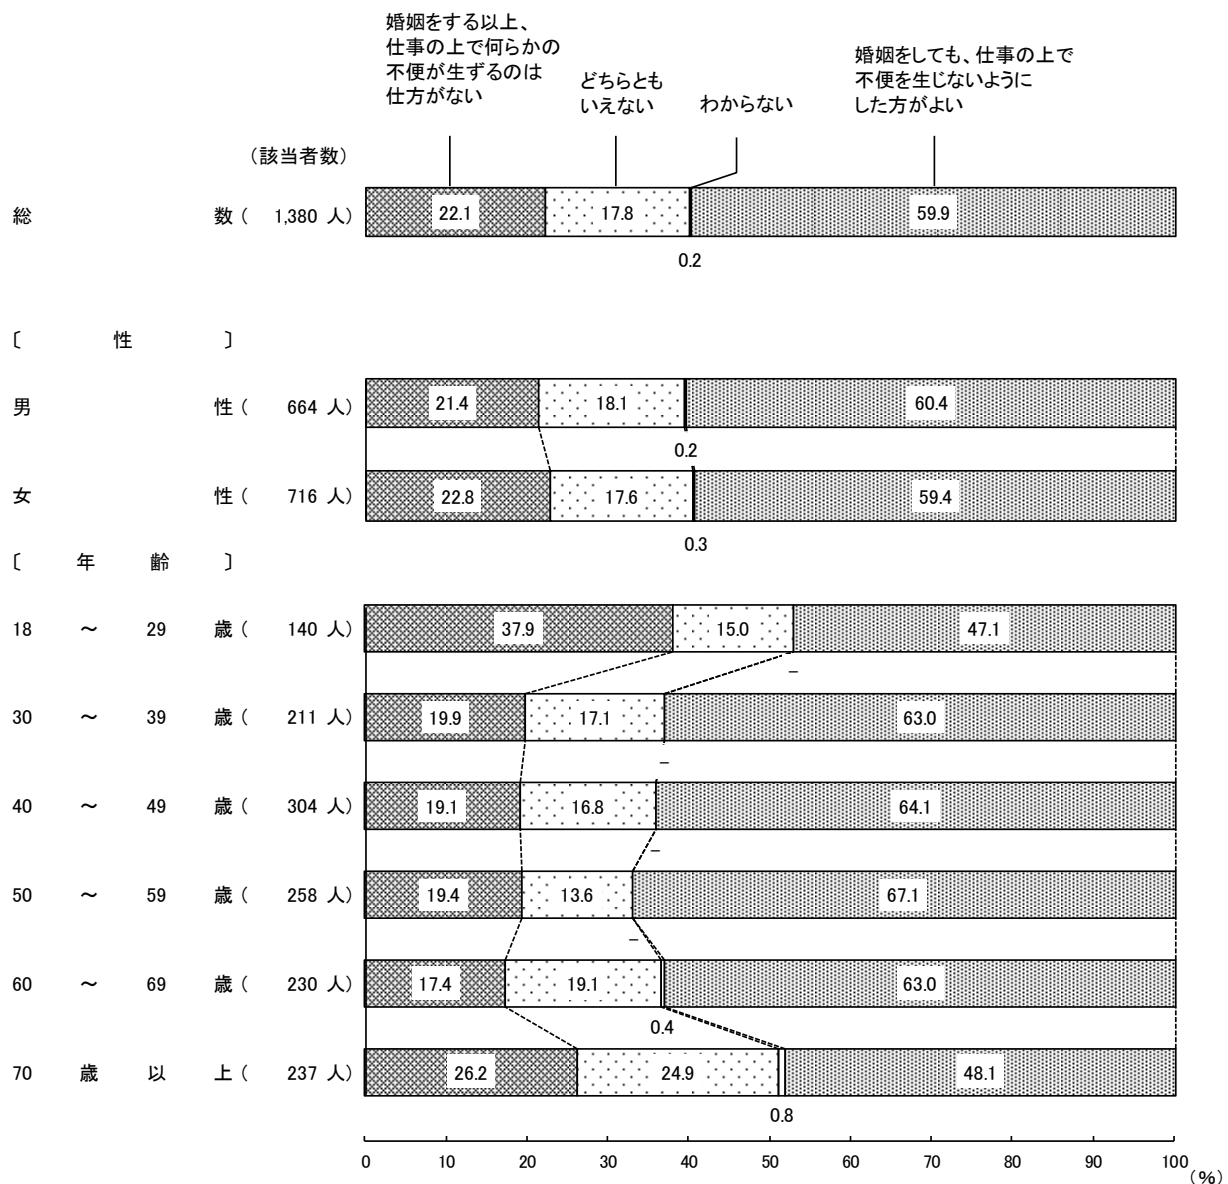 婚姻をする以上、
仕事の上で何らかの
不便が生ずるのは
仕方がない
どちらとも
いえない
わからない
婚姻をしても、仕事の上で
不便を生じないように
した方がよい
（該当者数）
総 数（ 1,380 人） 22.1 17.8 59.9
0.2
〔 性 〕
男 性（ 664 人） 21.4 18.1 60.4
0.2
女 性（ 716 人） 22.8 17.6 59.4
0.3
〔 年 齢 〕
18 ～ 29 歳（ 140 人） 37.9 15.0 47.1
−
30 ～ 39 歳（ 211 人） 19.9 17.1 63.0
−
40 ～ 49 歳（ 304 人） 19.1 16.8 64.1
−
50 ～ 59 歳（ 258 人） 19.4 13.6 67.1
−
60 ～ 69 歳（ 230 人） 17.4 19.1 63.0
0.4
70 歳 以 上（ 237 人） 26.2 24.9 48.1
0.8
0 10 20 30 40 50 60 70 80 90 100
（％）